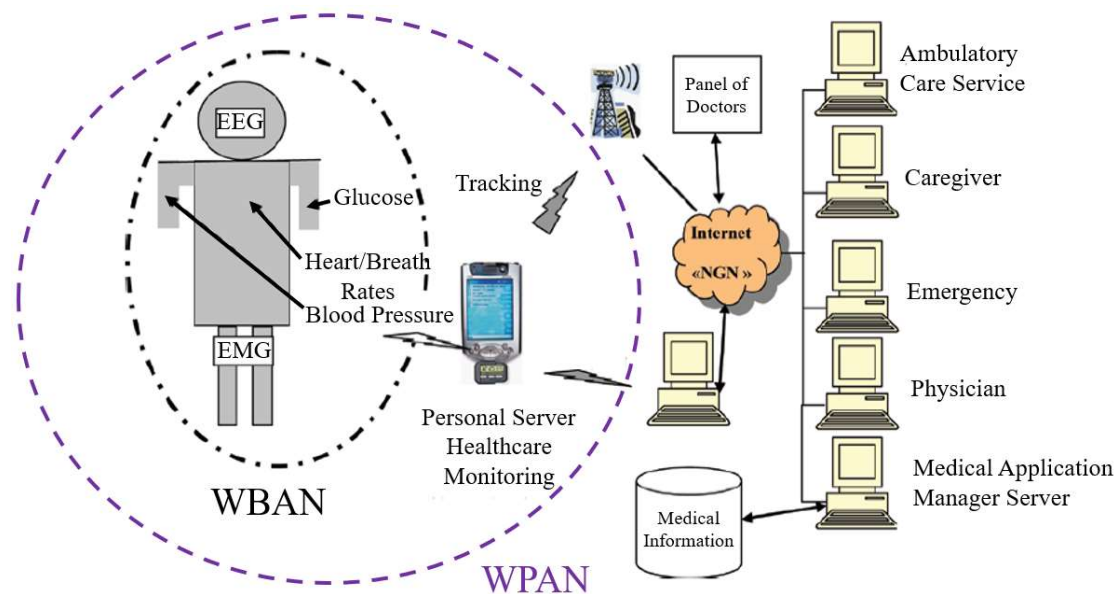 EEG
Glucose
Heart/Breath
Rates
Blood Pressure
EMG
WBAN
Tracking
Personal Server
Healthcare
Monitoring
WPAN
Panel of
Doctors
Internet
«NGN »
Medical
Information
Ambulatory
Care Service
Caregiver
Emergency
Physician
Medical Application
Manager Server